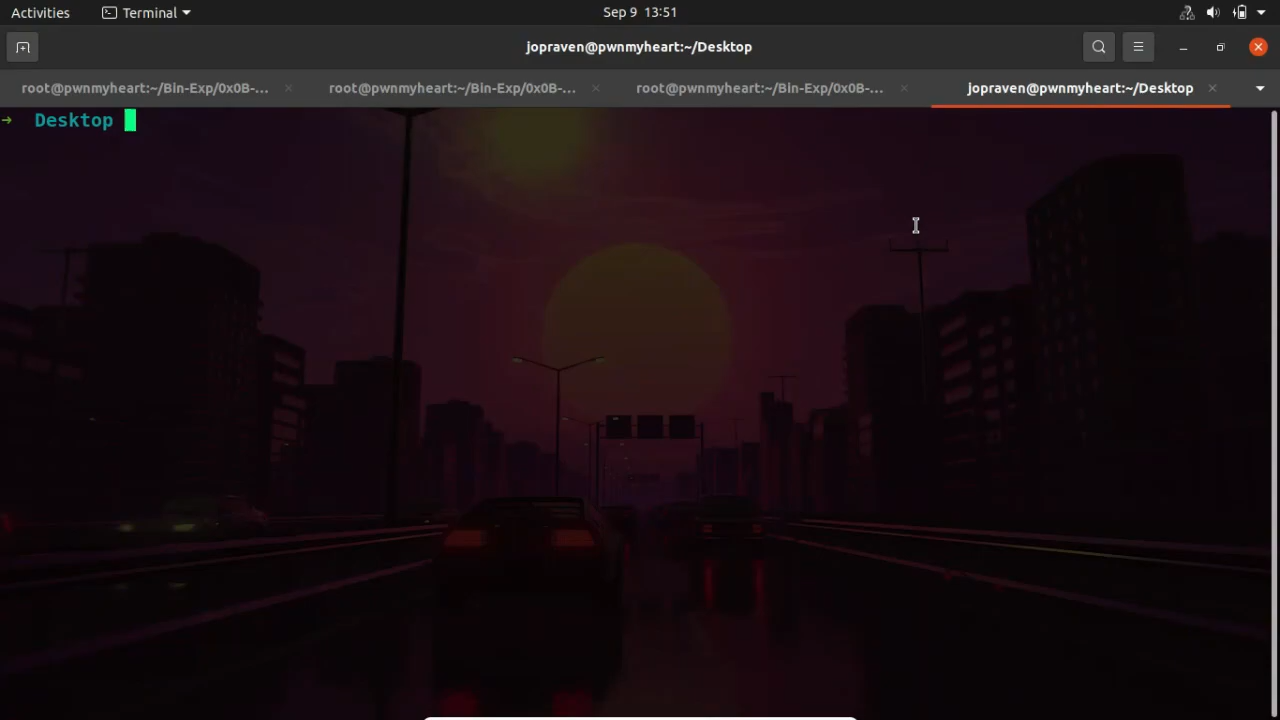 Activities
Terminal
Sep 9 13:51
jopraven@pwnmyheart:~/Desktop
root@pwnmyheart:~/Bin-Exp/0x0B-...
root@pwnmyheart:~/Bin-Exp/0x0B-...
root@pwnmyheart:~/Bin-Exp/0x0B-...
jopraven@pwnmyheart:~/Desktop
→ Desktop